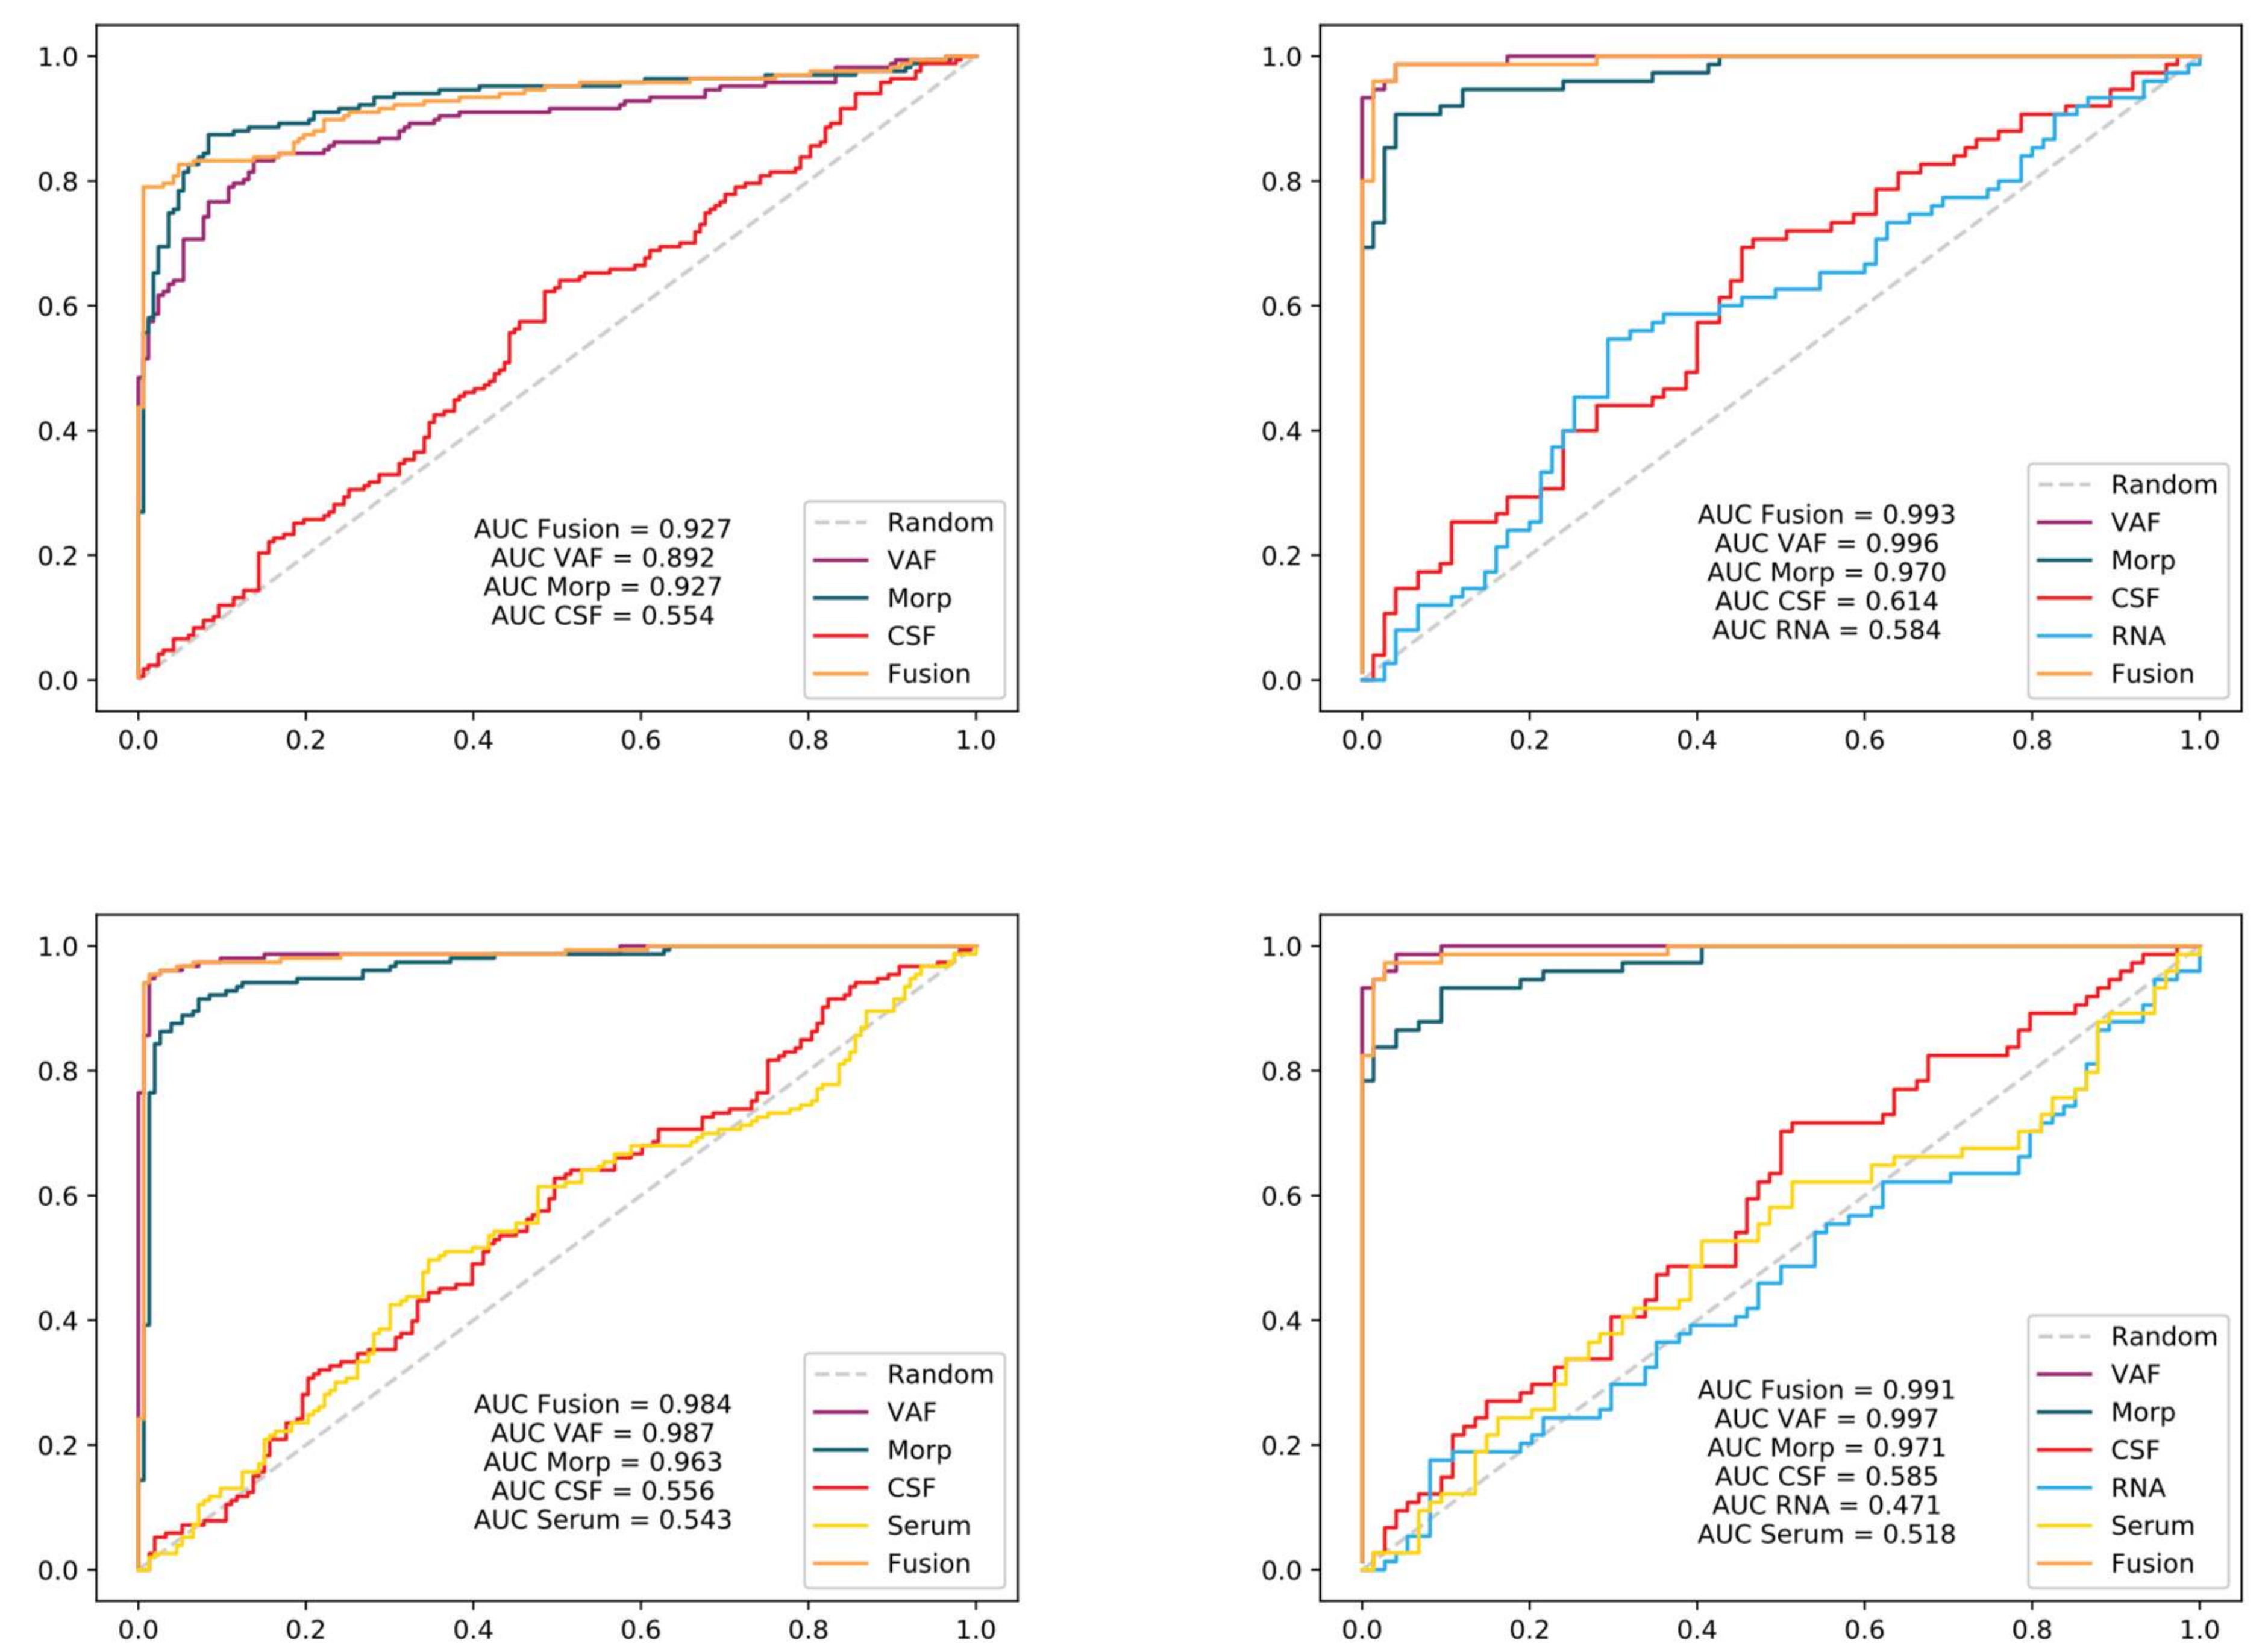 1.0
0.8
0.6
0.4
0.2
0.0
0.0 0.2 0.4 0.6 0.8 1.0
AUC Fusion = 0.927
AUC VAF = 0.892
AUC Morp = 0.927
AUC CSF = 0.554
Random
VAF
Morp
CSF
Fusion
1.0
0.8
0.6
0.4
0.2
0.0
0.0 0.2 0.4 0.6 0.8 1.0
AUC Fusion = 0.993
AUC VAF = 0.996
AUC Morp = 0.970
AUC CSF = 0.614
AUC RNA = 0.584
Random
VAF
Morp
CSF
RNA
Fusion
1.0
0.8
0.6
0.4
0.2
0.0
0.0 0.2 0.4 0.6 0.8 1.0
AUC Fusion = 0.984
AUC VAF = 0.987
AUC Morp = 0.963
AUC CSF = 0.556
AUC Serum = 0.543
Random
VAF
Morp
CSF
Serum
Fusion
1.0
0.8
0.6
0.4
0.2
0.0
0.0 0.2 0.4 0.6 0.8 1.0
AUC Fusion = 0.991
AUC VAF = 0.997
AUC Morp = 0.971
AUC CSF = 0.585
AUC RNA = 0.471
AUC Serum = 0.518
Random
VAF
Morp
CSF
RNA
Serum
Fusion